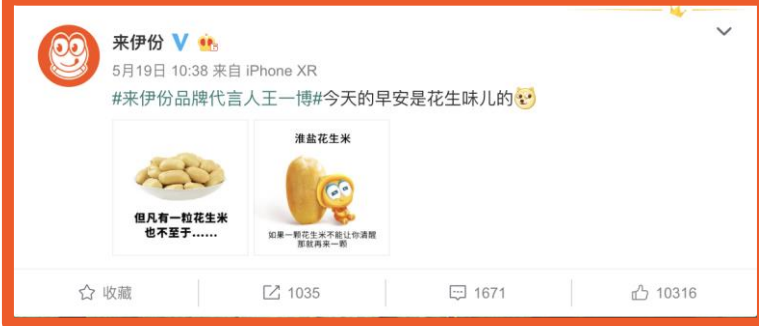 来伊份
5月19日 10:38 来自 iPhone XR
#来伊份品牌代言人王一博#今天的早安是花生味儿的
但凡有一粒花生米
也不至于……
淮盐花生米
如果一颗花生米不能让你清醒
那就再来一颗
收藏
1035
1671
10316